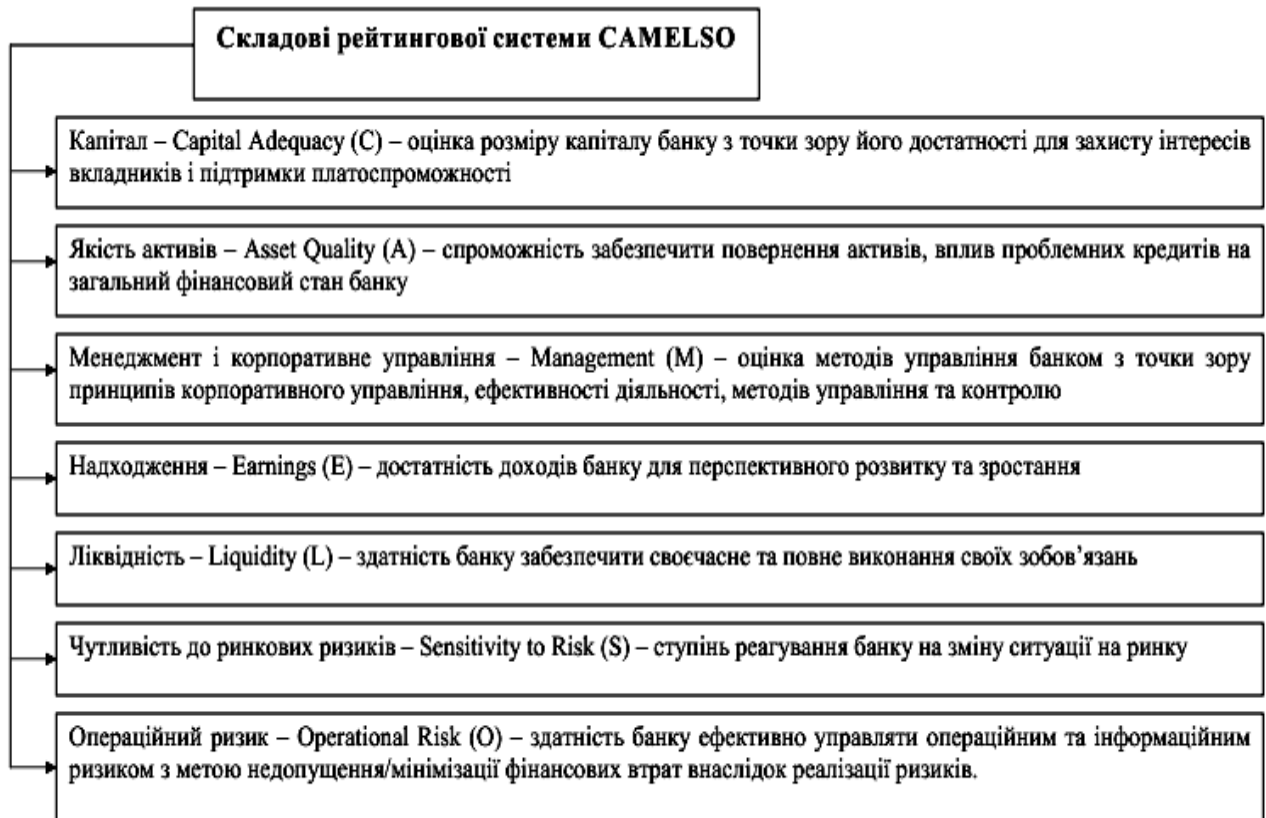 Складові рейтингової системи CAMELSO
Капітал – Capital Adequacy (C) – оцінка розміру капіталу банку з точки зору його достатності для захисту інтересів
вкладників і підтримки платоспроможності
Якість активів – Asset Quality (A) – спроможність забезпечити повернення активів, вплив проблемних кредитів на
загальний фінансовий стан банку
Менеджмент і корпоративне управління – Management (M) – оцінка методів управління банком з точки зору
принципів корпоративного управління, ефективності діяльності, методів управління та контролю
Надходження – Earnings (E) – достатність доходів банку для перспективного розвитку та зростання
Ліквідність – Liquidity (L) – здатність банку забезпечити своєчасне та повне виконання своїх зобов’язань
Чутливість до ринкових ризиків – Sensitivity to Risk (S) – ступінь реагування банку на зміну ситуації на ринку
Операційний ризик – Operational Risk (O) – здатність банку ефективно управляти операційним та інформаційним
ризиком з метою недопущення/мінімізації фінансових втрат внаслідок реалізації ризиків.